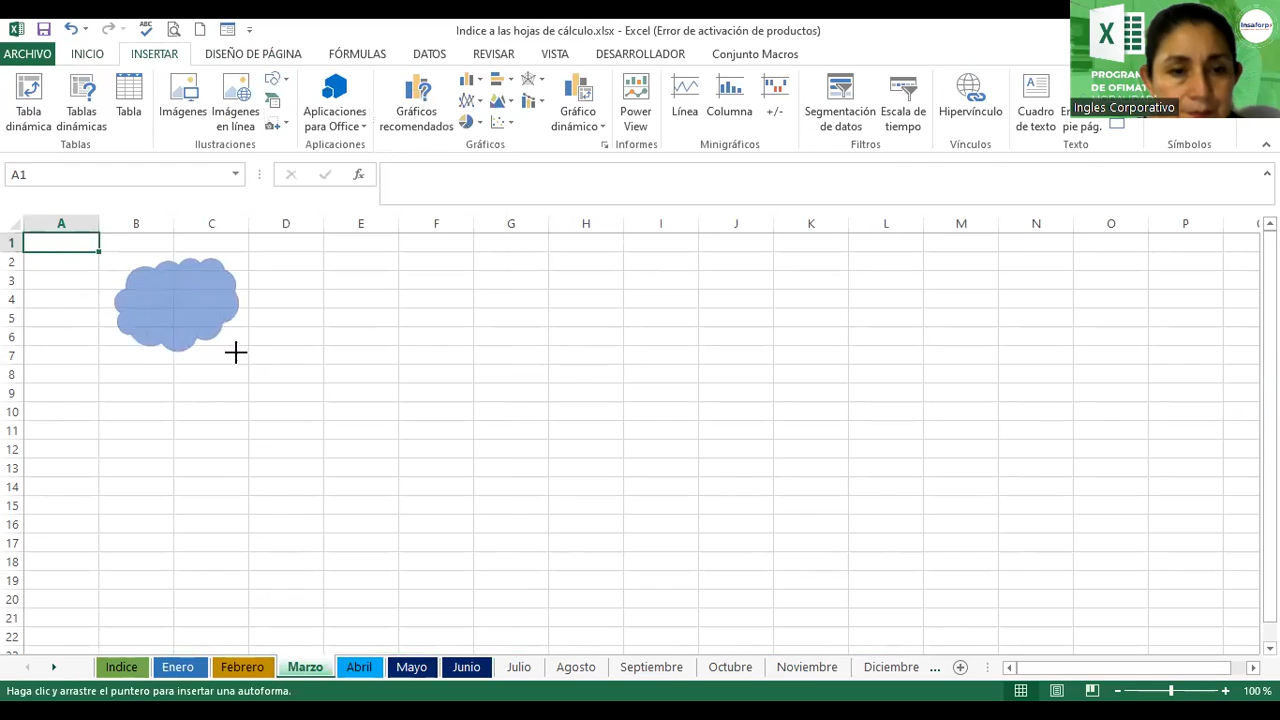 Indice a las hojas de cálculo.xlsx - Excel (Error de activación de productos)
ARCHIVO INICIO INSERTAR DISEÑO DE PÁGINA FÓRMULAS DATOS REVISAR VISTA DESARROLLADOR Conjunto Macros
Tabla dinámica
Tablas dinámicas
Tabla
Imágenes
Imágenes en línea
Aplicaciones para Office
Gráficos recomendados
Gráfico dinámico
Power View
Línea
Columna
+/-
Segmentación de datos
Escala de tiempo
Hipervínculo
Cuadro de texto
pie pág.
Tablas Ilustraciones Aplicaciones Gráficos Informes Minigráficos Filtros Vínculos Texto Símbolos
PROGRAM
DE OFIMAT
Insaforp
Ingles Corporativo
A1
A B C D E F G H I J K L M N O P
1
2
3
4
5
6
7
8
9
10
11
12
13
14
15
16
17
18
19
20
21
22
Indice Enero Febrero Marzo Abril Mayo Junio Julio Agosto Septiembre Octubre Noviembre Diciembre ...
Haga clic y arrastre el puntero para insertar una autoforma.
100 %